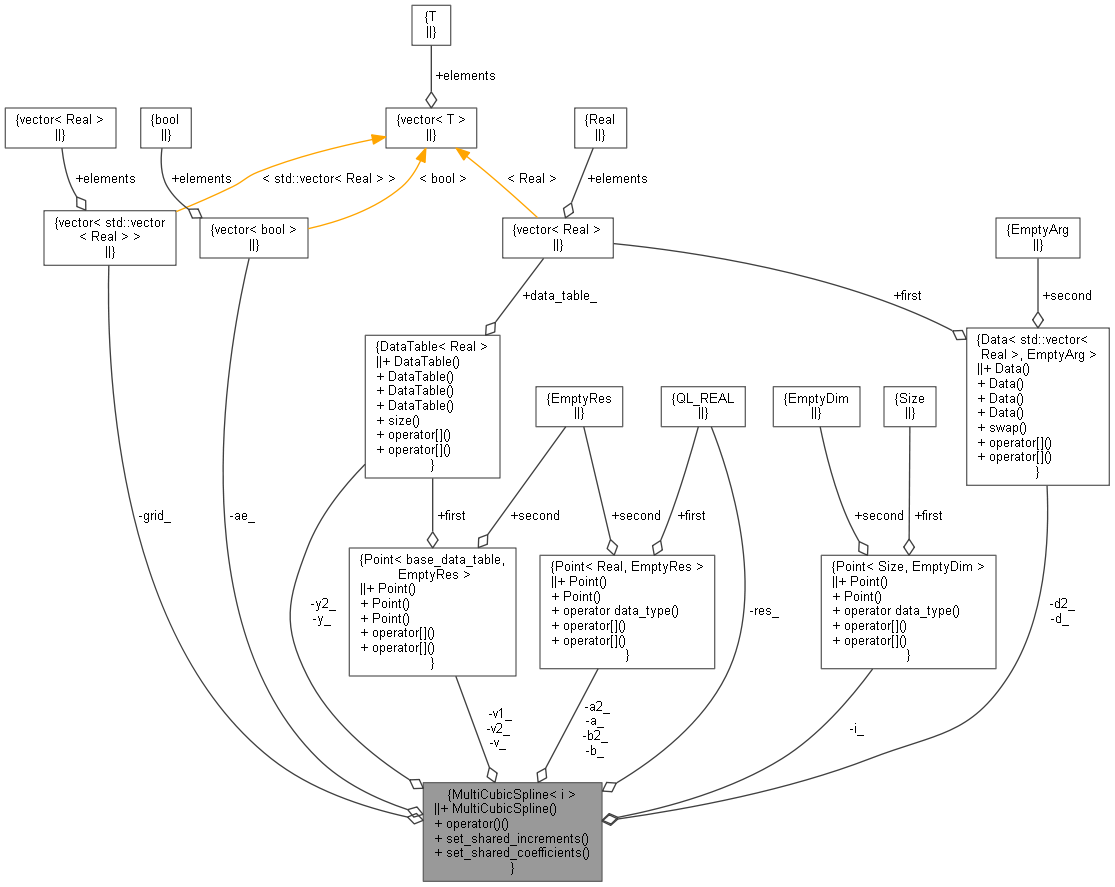 {T
||}
+elements
{vector< Real >
||}
{bool
||}
{vector< T >
||}
{Real
||}
+elements
+elements
< std::vector< Real > >
< bool >
< Real >
+elements
{vector< std::vector
< Real > >
||}
{vector< bool >
||}
{vector< Real >
||}
{EmptyArg
||}
+data_table_
+first
+second
{DataTable< Real >
||+ DataTable()
+ DataTable()
+ DataTable()
+ DataTable()
+ size()
+ operator[]()
+ operator[]()
}
{EmptyRes
||}
{QL_REAL
||}
{EmptyDim
||}
{Size
||}
{Data< std::vector<
Real >, EmptyArg >
||+ Data()
+ Data()
+ Data()
+ Data()
+ swap()
+ operator[]()
+ operator[]()
}
-grid_
-ae_
+first
+second
+second
+first
+second
+first
{Point< base_data_table,
EmptyRes >
||+ Point()
+ Point()
+ Point()
+ operator[]()
+ operator[]()
}
{Point< Real, EmptyRes >
||+ Point()
+ Point()
+ operator data_type()
+ operator[]()
+ operator[]()
}
{Point< Size, EmptyDim >
||+ Point()
+ Point()
+ operator data_type()
+ operator[]()
+ operator[]()
}
-y2_
-y_
-res_
-d2_
-d_
-v1_
-v2_
-v_
-a2_
-a_
-b2_
-b_
-i_
{MultiCubicSpline< i >
||+ MultiCubicSpline()
+ operator()()
+ set_shared_increments()
+ set_shared_coefficients()
}